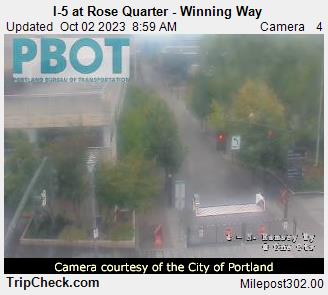 I-5 at Rose Quarter - Winning Way
Updated Oct 02 2023 8:59 AM Camera 4
PBOT
PORTLAND BUREAU OF TRANSPORTATION
Camera courtesy of the City of Portland
TripCheck.com Milepost302.00